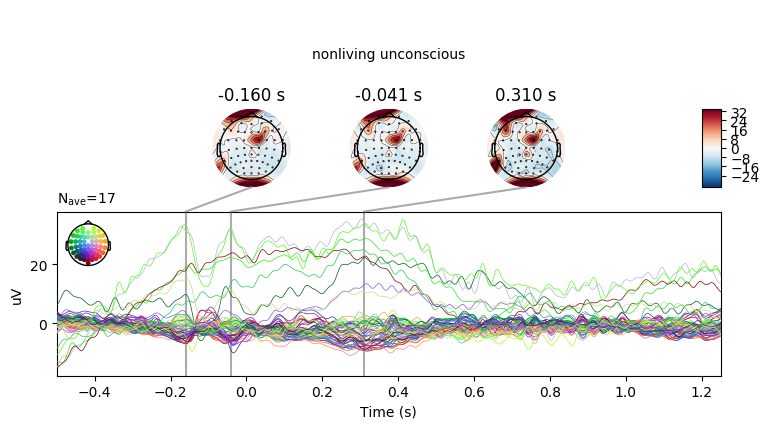 nonliving unconscious
-0.160 s
-0.041 s
0.310 s
32
24
16
8
0
−8
−16
−24
Nave=17
uV
20
0
−0.4
−0.2
0.0
0.2
0.4
0.6
0.8
1.0
1.2
Time (s)